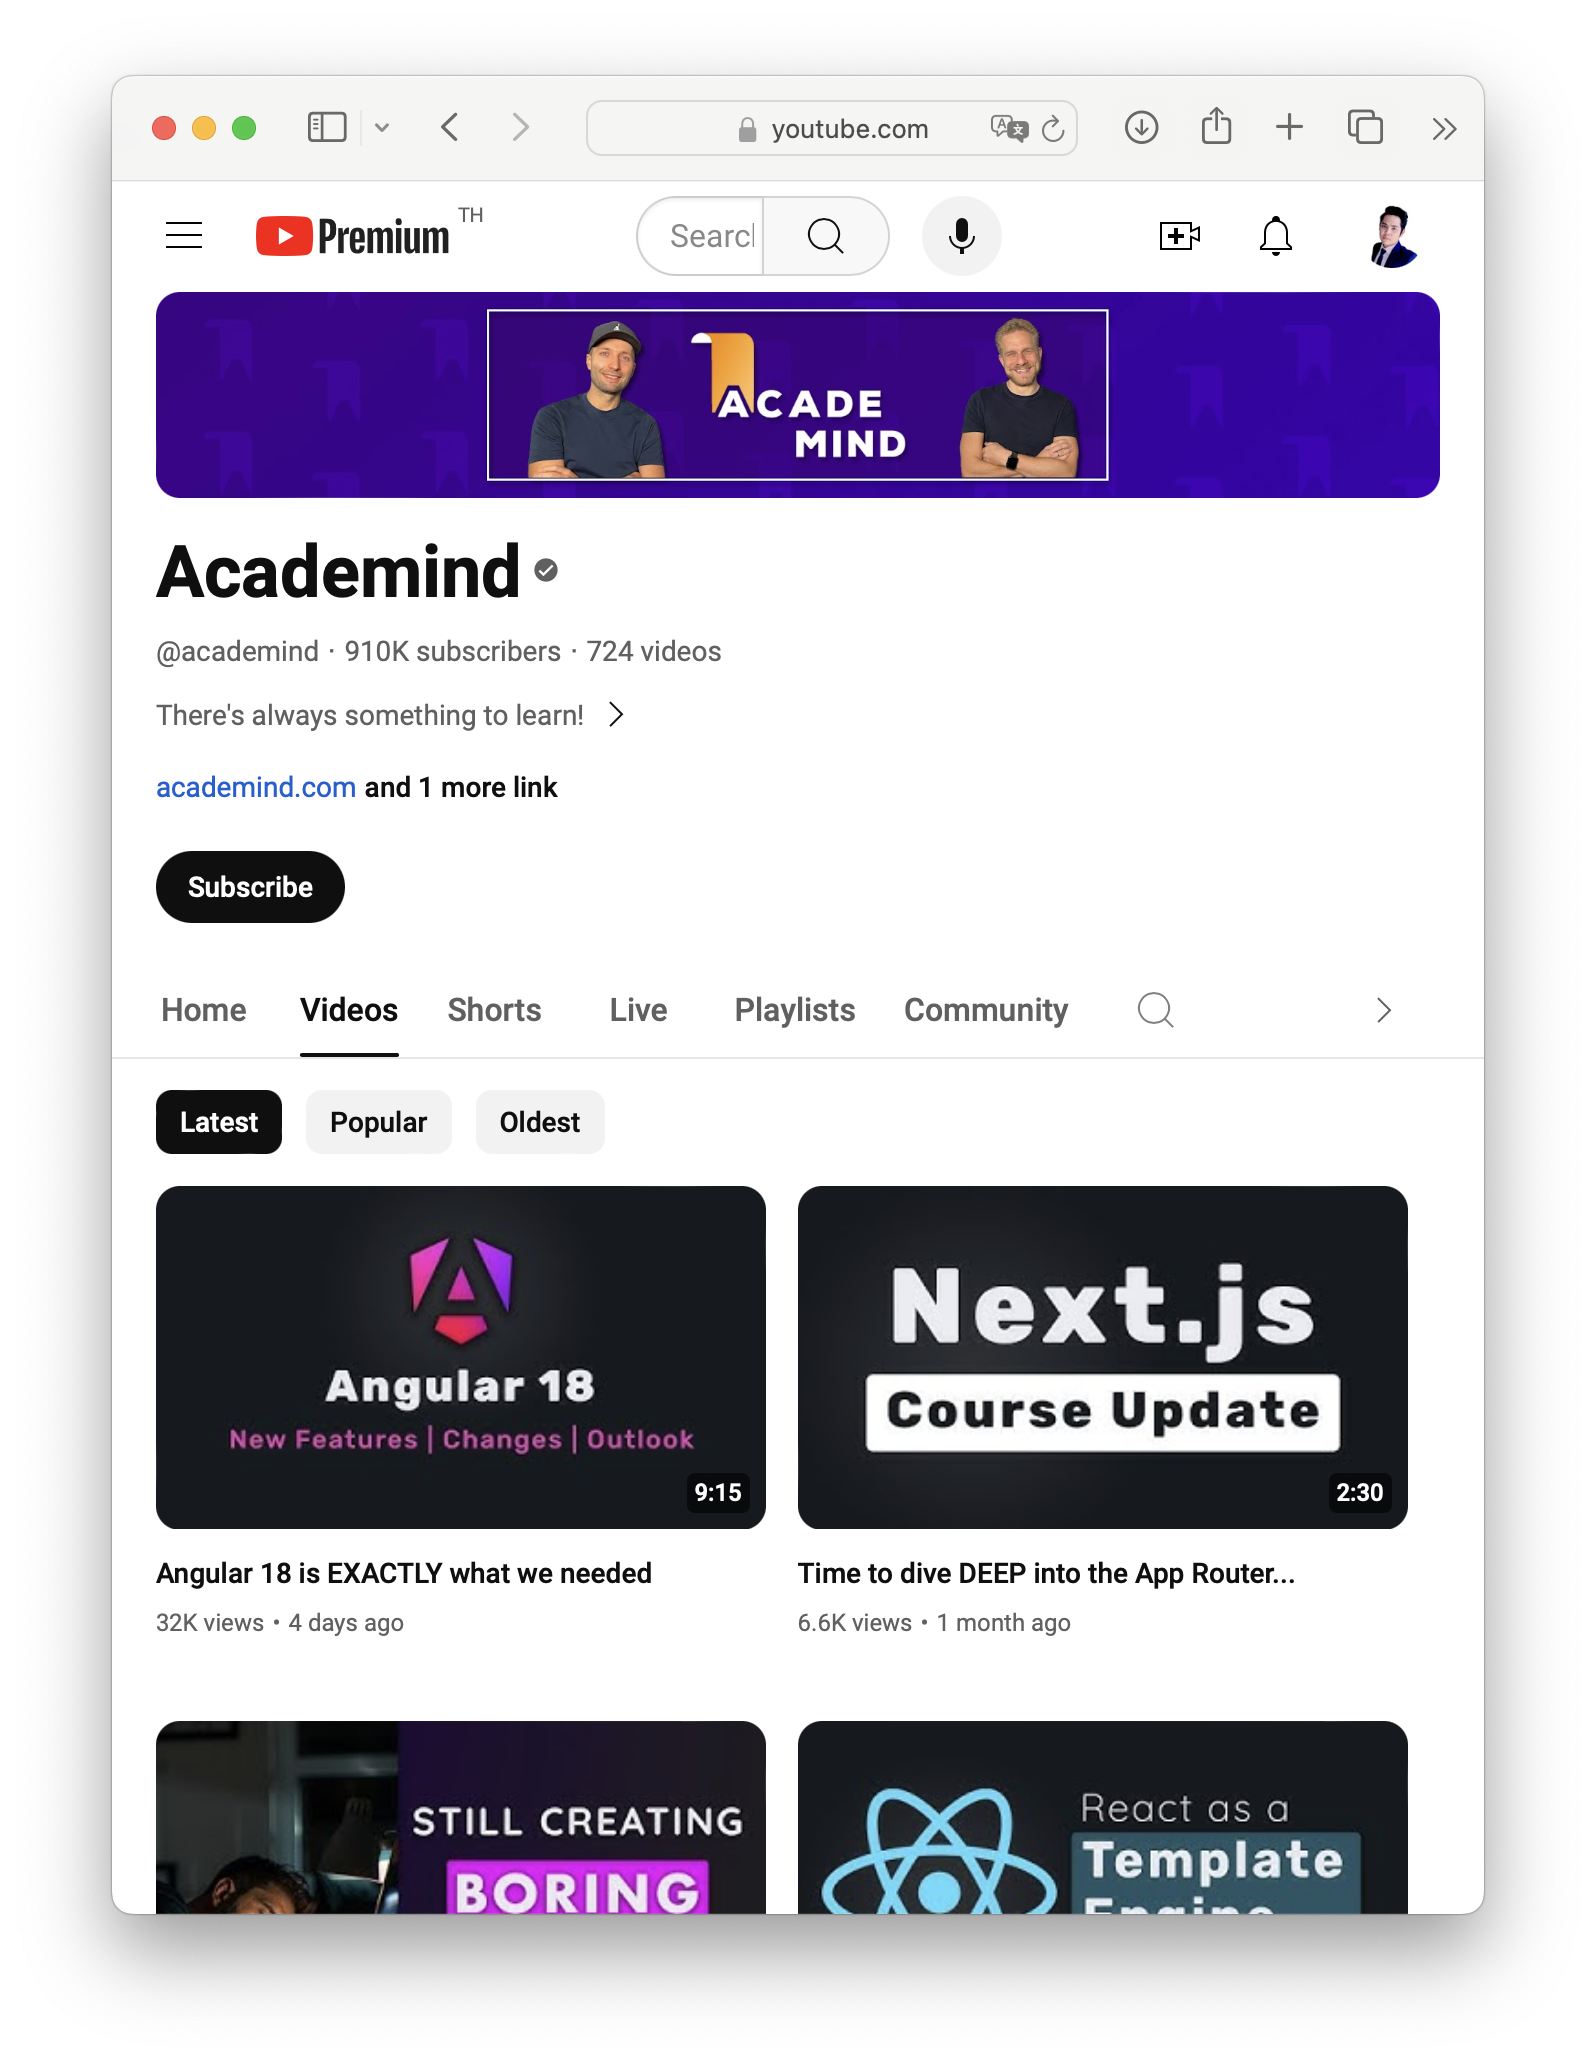 youtube.com
Premium TH
Searc
ACADE
MIND
Academind
@academind · 910K subscribers · 724 videos
There's always something to learn!
academind.com and 1 more link
Subscribe
Home Videos Shorts Live Playlists Community
Latest Popular Oldest
Angular 18
New Features | Changes | Outlook
9:15
Next.js
Course Update
2:30
Angular 18 is EXACTLY what we needed
32K views • 4 days ago
Time to dive DEEP into the App Router...
6.6K views • 1 month ago
STILL CREATING
BORING
React as a
Template
Engine